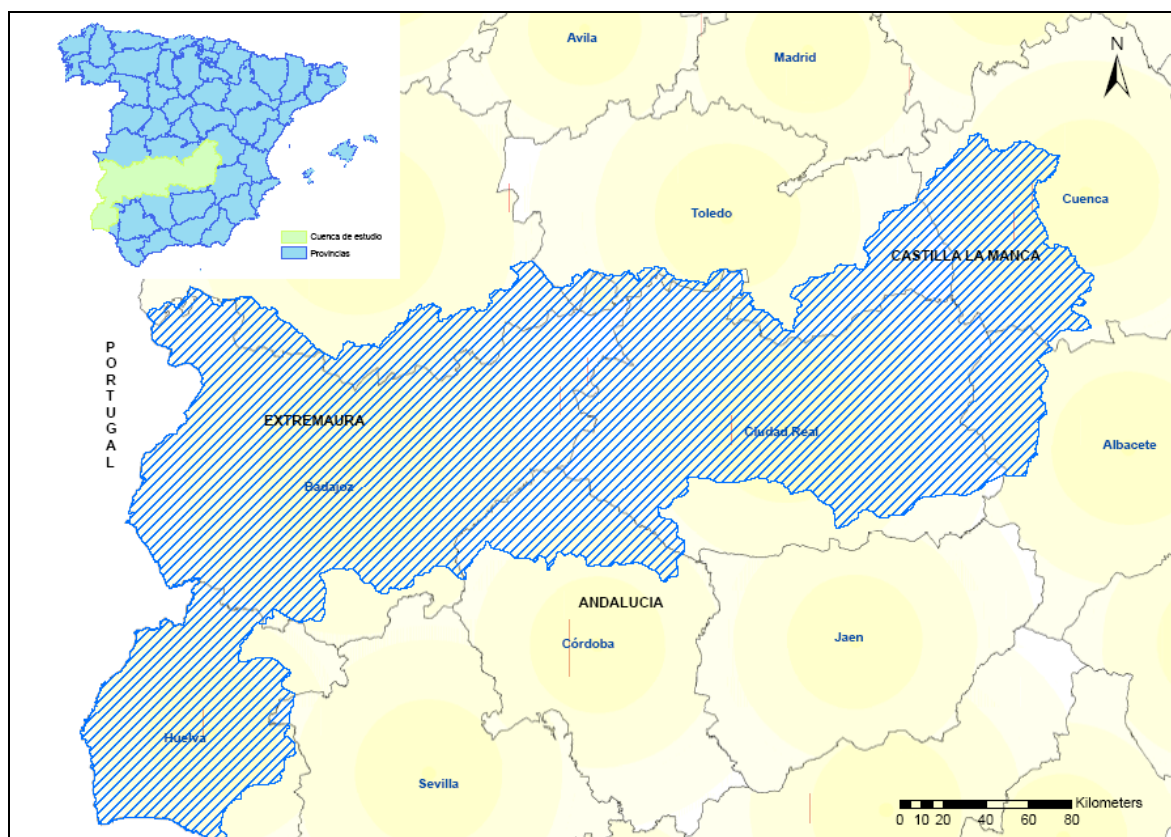 Avila
Madrid
N
Cuenca de estudio
Provincias
Toledo
Cuenca
CASTILLA LA MANCA
PORTUGAL
EXTREMAURA
Ciudad Real
Albacete
Badajoz
ANDALUCIA
Córdoba
Jaen
Huelva
Sevilla
Kilometers
0 10 20 40 60 80